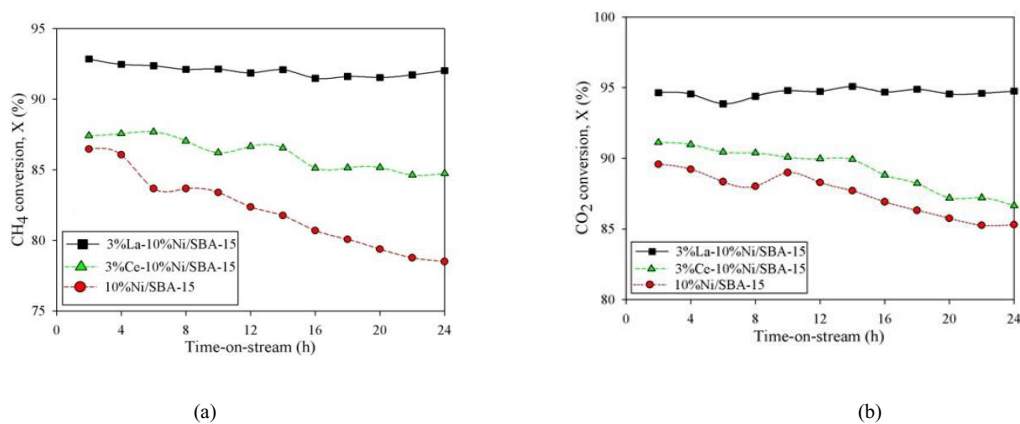 95
90
85
80
75
CH4 conversion, X (%)
3%La-10%Ni/SBA-15
3%Ce-10%Ni/SBA-15
10%Ni/SBA-15
0 4 8 12 16 20 24
Time-on-stream (h)
(a)
100
95
90
85
80
CO2 conversion, X (%)
3%La-10%Ni/SBA-15
3%Ce-10%Ni/SBA-15
10%Ni/SBA-15
0 2 4 8 12 16 20 24
Time-on-stream (h)
(b)